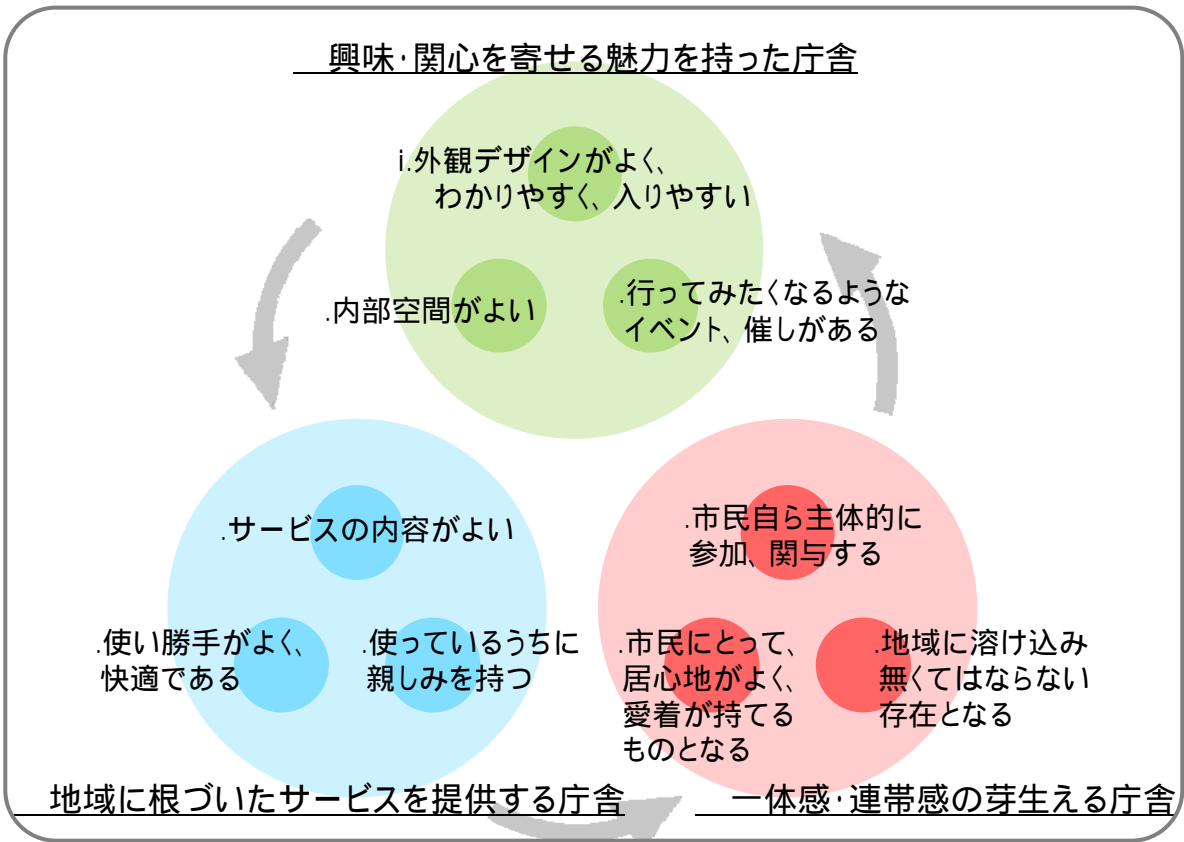 興味・関心を寄せる魅力を持った庁舎
i.外観デザインがよく、
わかりやすく、入りやすい
.内部空間がよい
.行ってみたくなるような
イベント、催しがある
.サービスの内容がよい
.使い勝手がよく、
快適である
.使っているうちに
親しみを持つ
地域に根づいたサービスを提供する庁舎
.市民自ら主体的に
参加、関与する
.市民にとって、
居心地がよく、
愛着が持てる
ものとなる
.地域に溶け込み
無くてはならない
存在となる
一体感・連帯感の芽生える庁舎